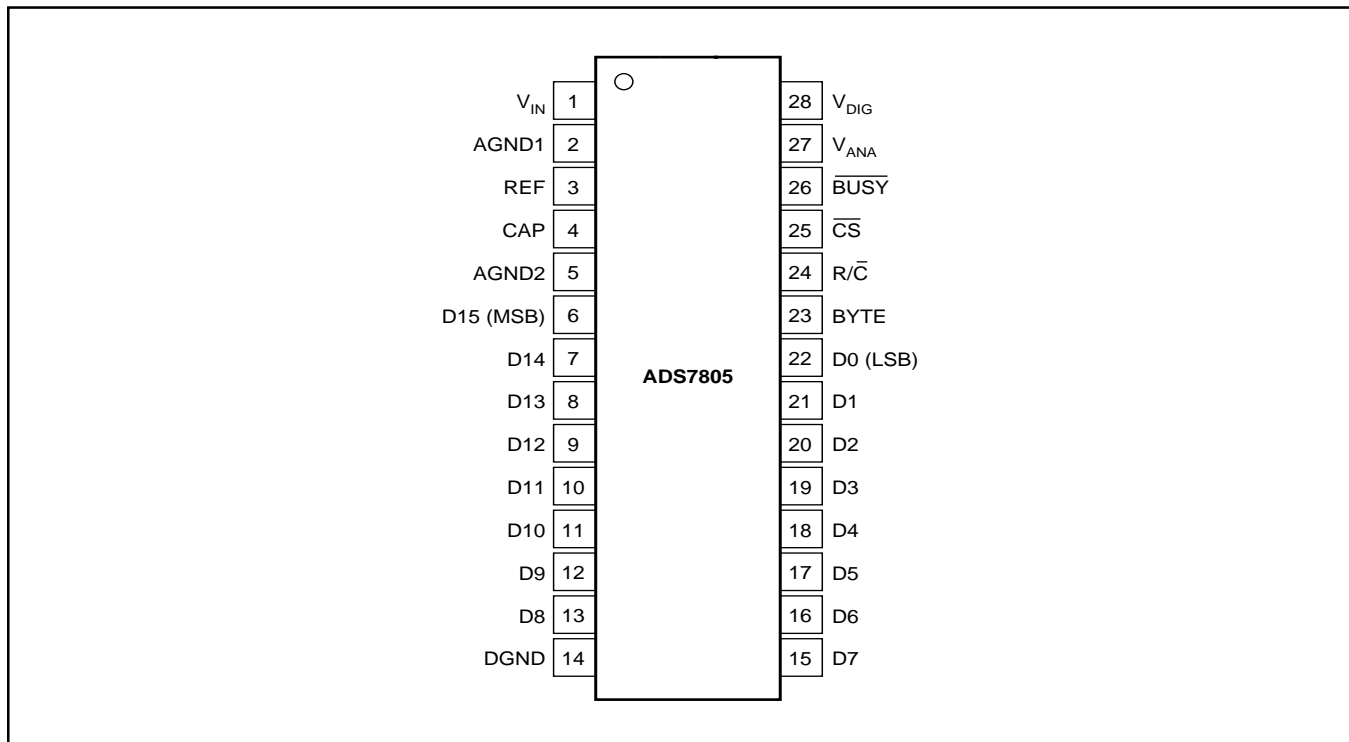 V_IN 1 28 V_DIG
AGND1 2 27 V_ANA
REF 3 26 B̅U̅S̅Y̅
CAP 4 25 C̅S̅
AGND2 5 24 R/C̅
D15 (MSB) 6 23 BYTE
D14 7 22 D0 (LSB)
ADS7805
D13 8 21 D1
D12 9 20 D2
D11 10 19 D3
D10 11 18 D4
D9 12 17 D5
D8 13 16 D6
DGND 14 15 D7